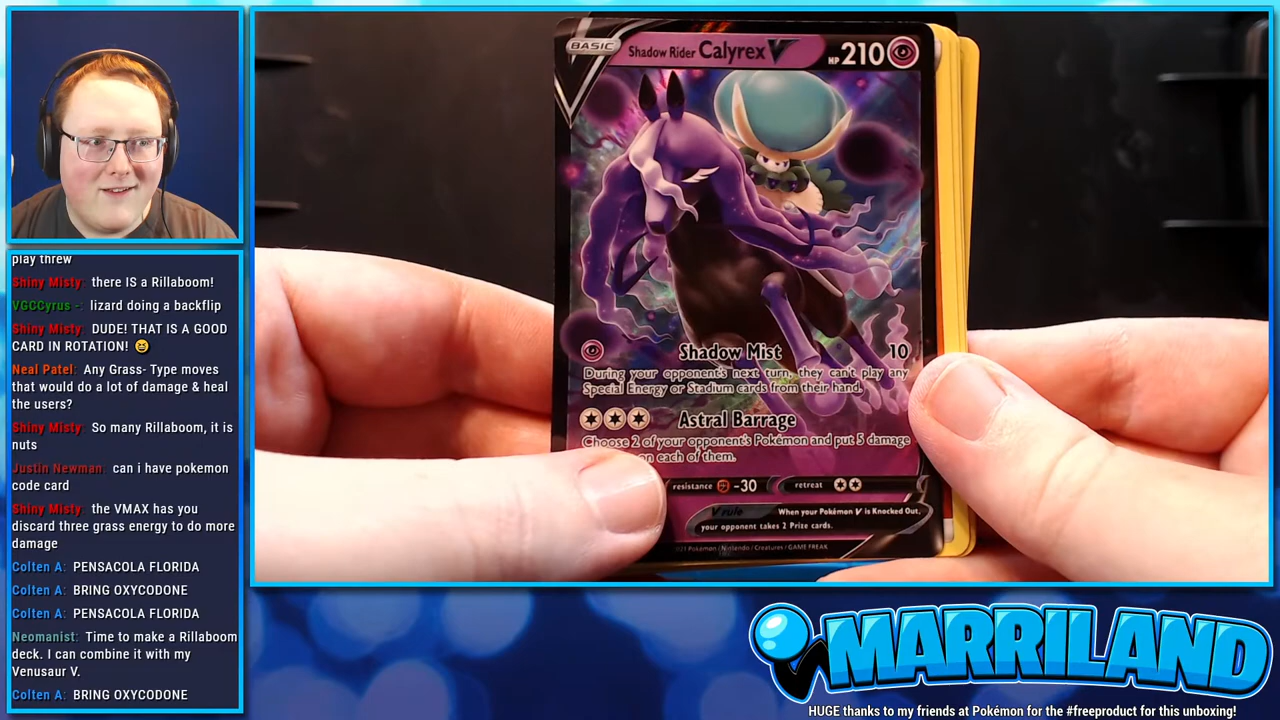 play threw
Shiny Misty: there IS a Rillaboom!
VGCCyrus -: lizard doing a backflip
Shiny Misty: DUDE! THAT IS A GOOD
CARD IN ROTATION! 😆
Neal Patel: Any Grass- Type moves
that would do a lot of damage & heal
the users?
Shiny Misty: So many Rillaboom, it is
nuts
Justin Newman: can i have pokemon
code card
Shiny Misty: the VMAX has you
discard three grass energy to do more
damage
Colten A: PENSACOLA FLORIDA
Colten A: BRING OXYCODONE
Colten A: PENSACOLA FLORIDA
Neomanist: Time to make a Rillaboom
deck. I can combine it with my
Venusaur V.
Colten A: BRING OXYCODONE
BASIC Shadow Rider Calyrex V HP 210
Shadow Mist 10
During your opponent's next turn, they can't play any
Special Energy or Stadium cards from their hand.
Astral Barrage
Choose 2 of your opponent's Pokémon and put 5 damage
on each of them.
resistance -30 retreat
V rule When your Pokémon V is Knocked Out,
your opponent takes 2 Prize cards.
Pokémon / Nintendo / Creatures / GAME FREAK
MARRILAND
HUGE thanks to my friends at Pokémon for the #freeproduct for this unboxing!